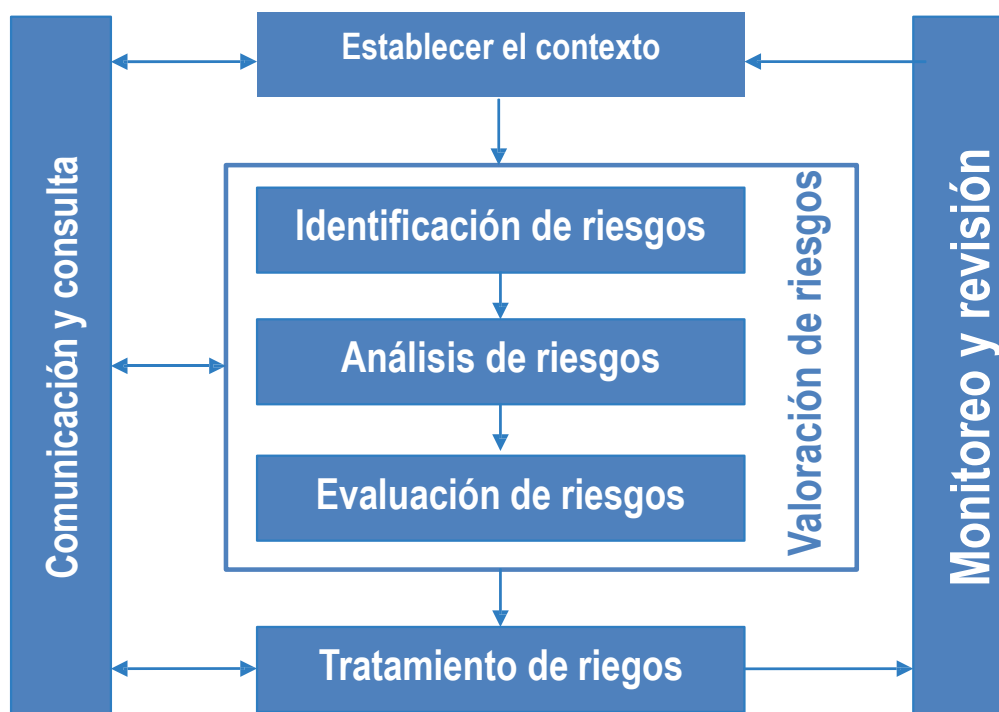 Establecer el contexto
Comunicación y consulta
Identificación de riesgos
Análisis de riesgos
Evaluación de riesgos
Valoración de riesgos
Monitoreo y revisión
Tratamiento de riegos